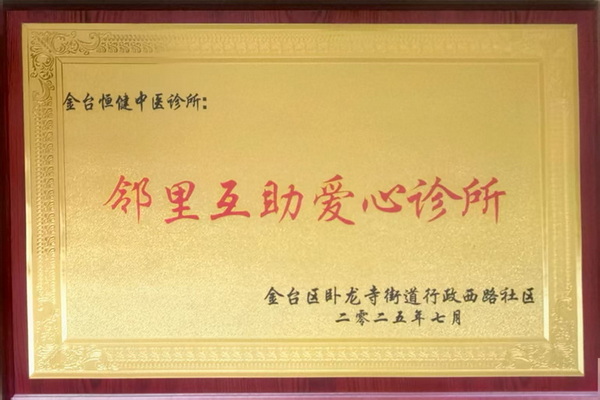 金台恒健中医诊所:
邻里互助爱心诊所
金台区卧龙寺街道行政西路社区
二零二五年七月